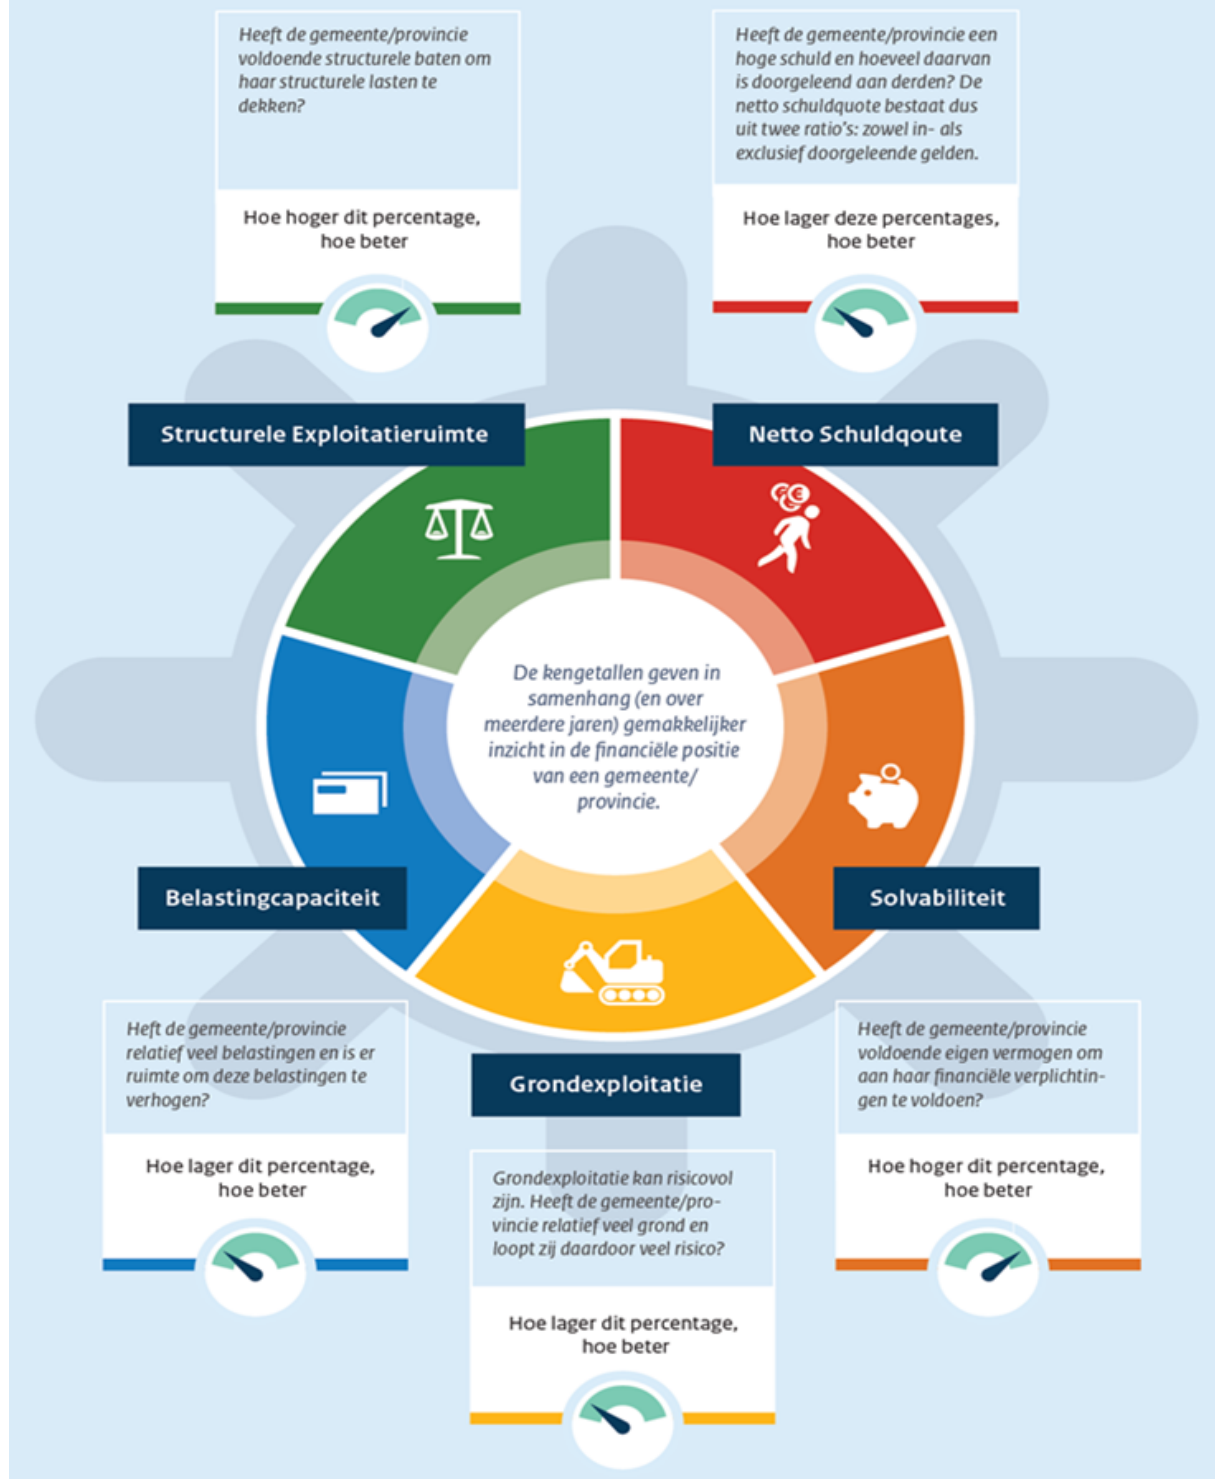 Heeft de gemeente/provincie
voldoende structurele baten om
haar structurele lasten te
dekken?
Hoe hoger dit percentage,
hoe beter
Heeft de gemeente/provincie een
hoge schuld en hoeveel daarvan
is doorgeleend aan derden? De
netto schuldquote bestaat dus
uit twee ratio's: zowel in- als
exclusief doorgeleende gelden.
Hoe lager deze percentages,
hoe beter
Structurele Exploitatieruimte
Netto Schuldqoute
De kengetallen geven in
samenhang (en over
meerdere jaren) gemakkelijker
inzicht in de financiële positie
van een gemeente/
provincie.
Belastingcapaciteit
Solvabiliteit
Grondexploitatie
Heft de gemeente/provincie
relatief veel belastingen en is er
ruimte om deze belastingen te
verhogen?
Hoe lager dit percentage,
hoe beter
Grondexploitatie kan risicovol
zijn. Heeft de gemeente/pro-
vincie relatief veel grond en
loopt zij daardoor veel risico?
Hoe lager dit percentage,
hoe beter
Heeft de gemeente/provincie
voldoende eigen vermogen om
aan haar financiële verplichtin-
gen te voldoen?
Hoe hoger dit percentage,
hoe beter